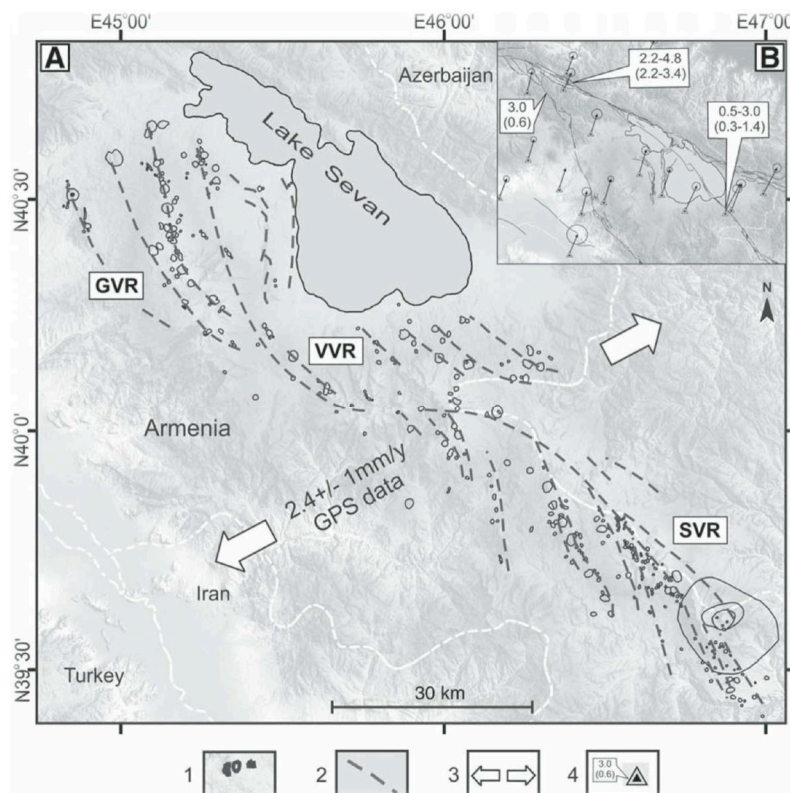 E45°00' E46°00' E47°00'
A
Azerbaijan
B
2.2-4.8
(2.2-3.4)
3.0
(0.6)
0.5-3.0
(0.3-1.4)
Lake Sevan
N40°30'
GVR
N
VVR
Armenia
N40°0'
2.4+/- 1mm/y
GPS data
SVR
Iran
N39°30'
Turkey
30 km
1 2 3 4
3.0
(0.6)